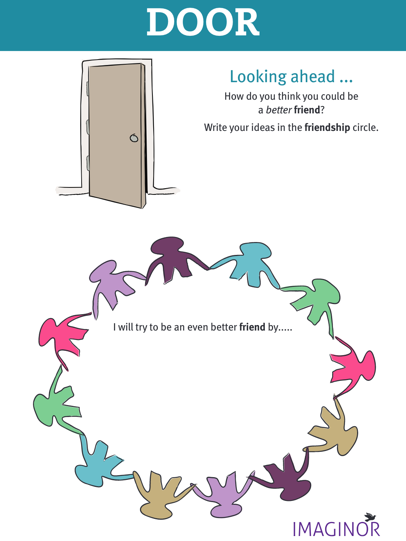 DOOR
Looking ahead ...
How do you think you could be
a better friend?
Write your ideas in the friendship circle.
I will try to be an even better friend by.....
IMAGINOR